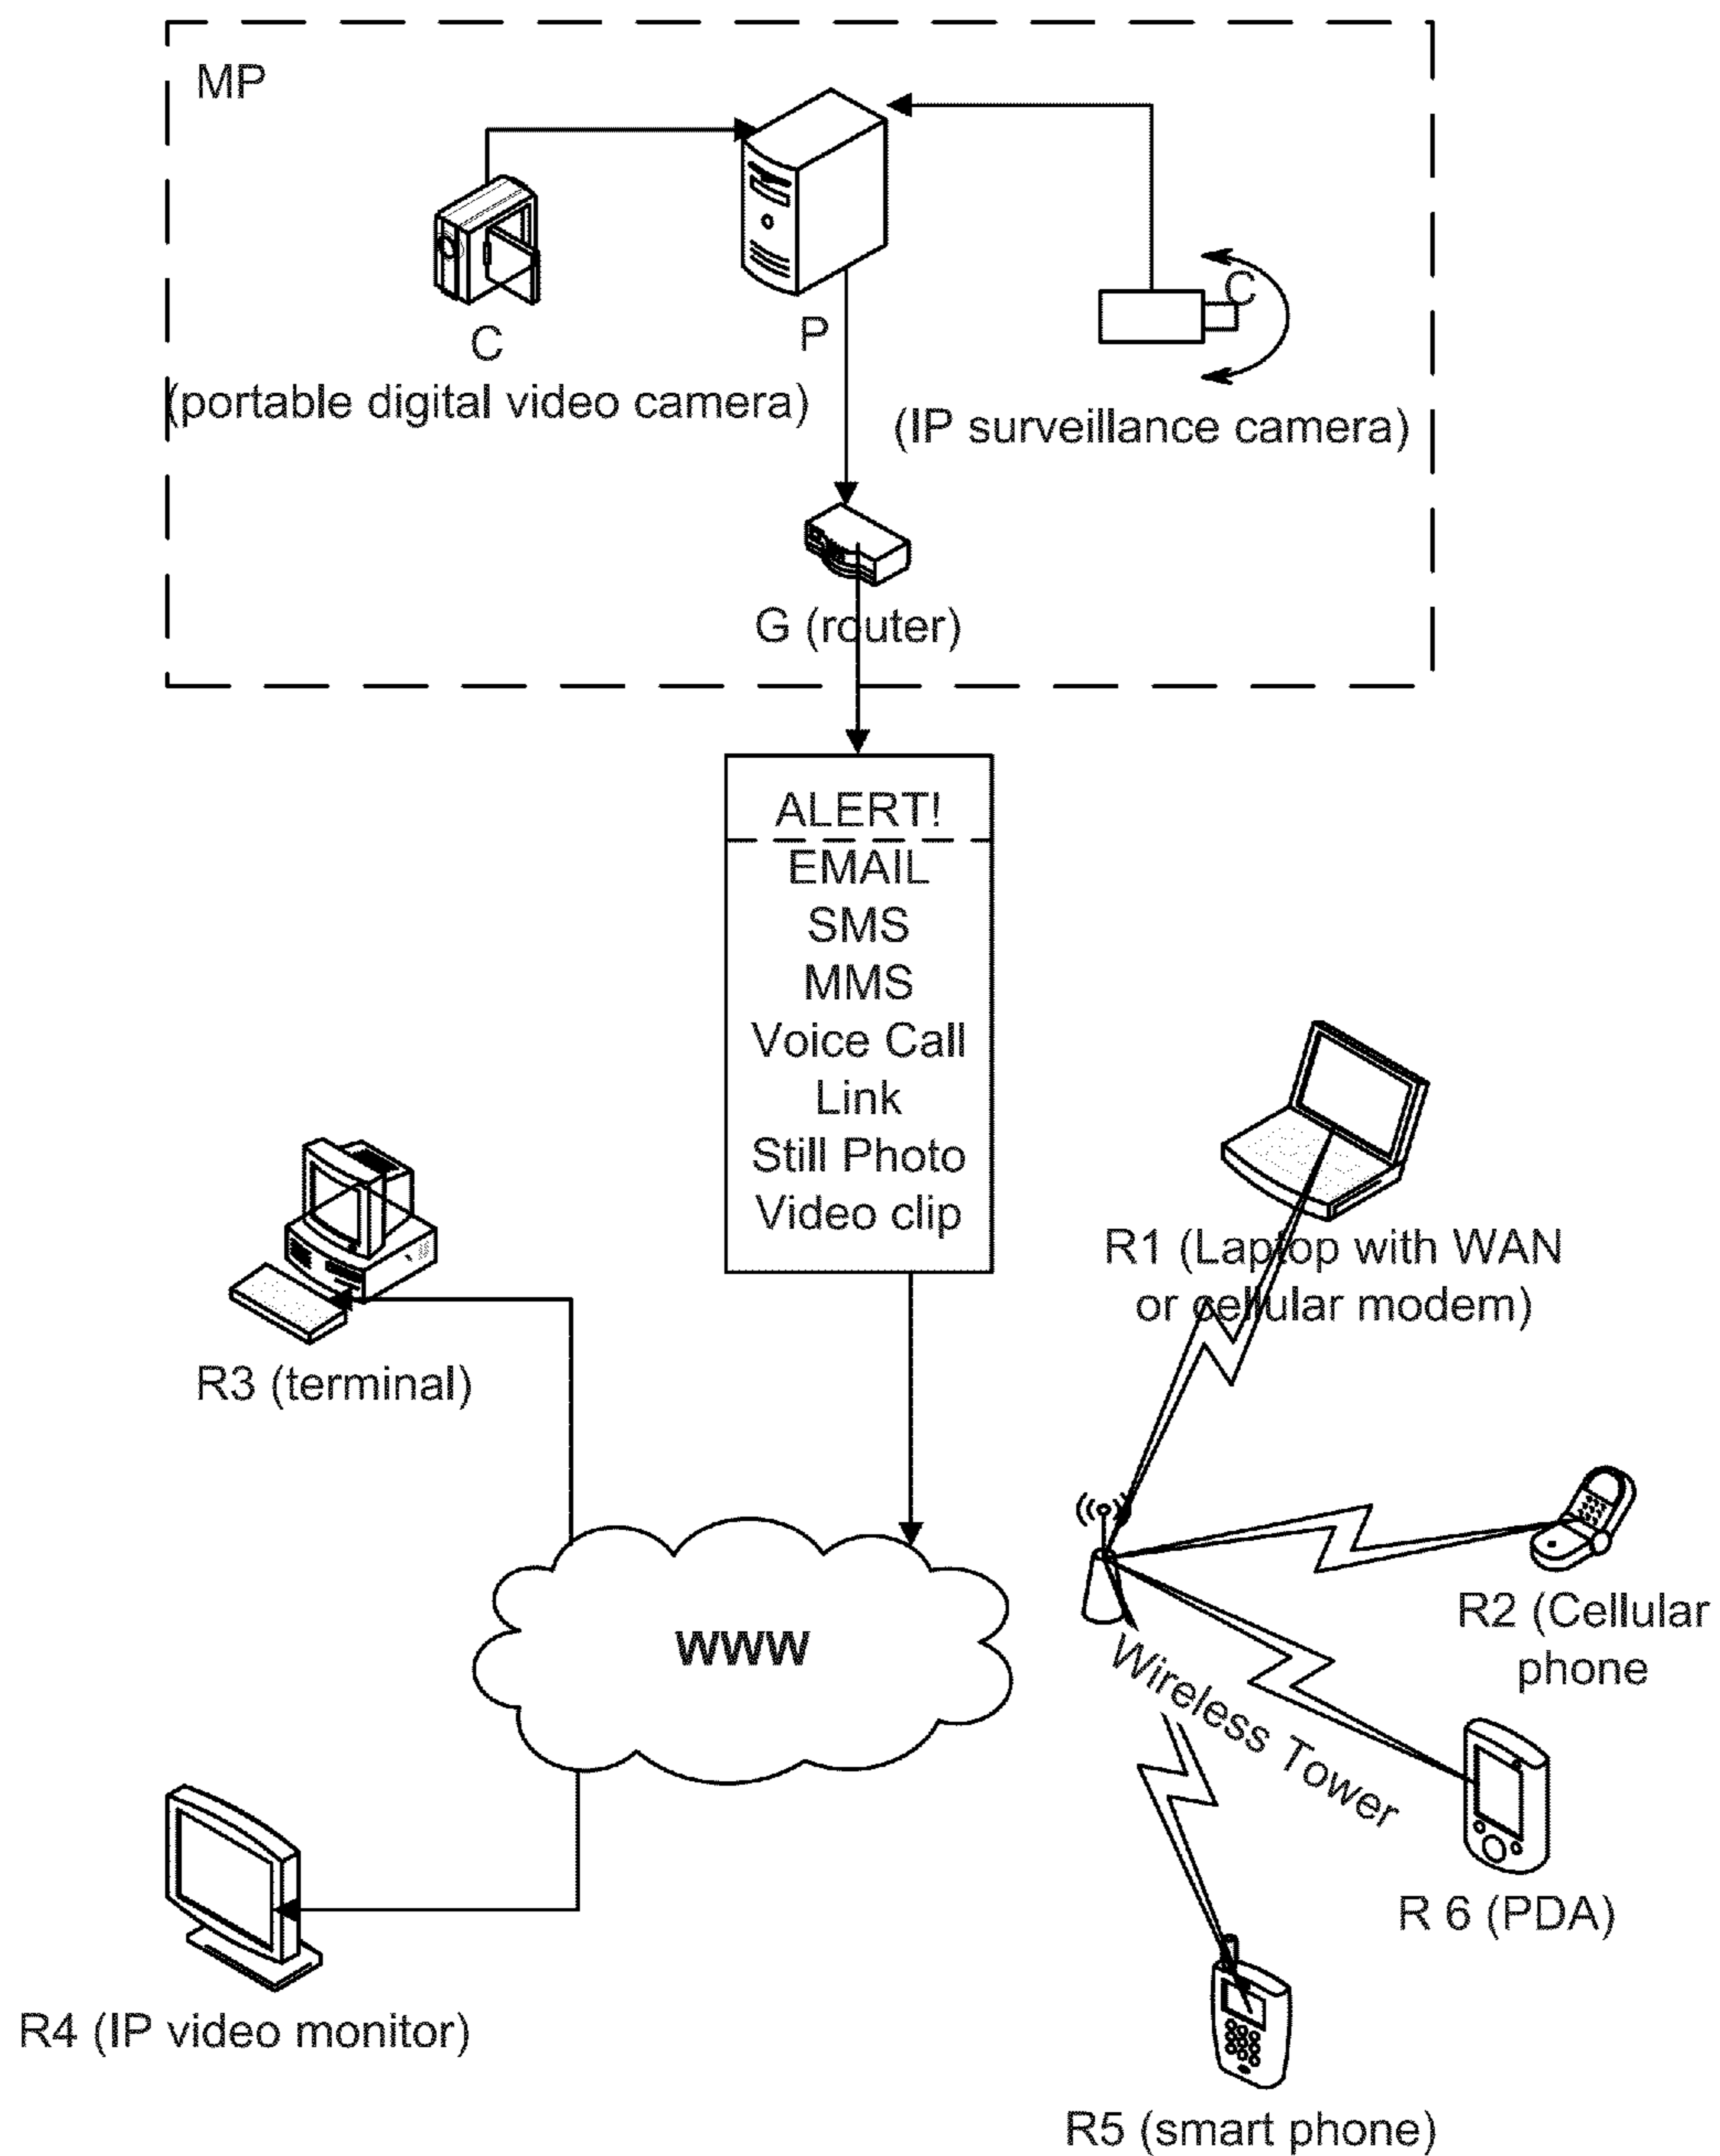 MP
C
C
P
(portable digital video camera)
(IP surveillance camera)
G (router)
ALERT!
EMAIL
SMS
MMS
Voice Call
Link
Still Photo
Video clip
R1 (Laptop with WAN
or cellular modem)
R3 (terminal)
R2 (Cellular
phone
www
Wireless Tower
R 6 (PDA)
R4 (IP video monitor)
R5 (smart phone)